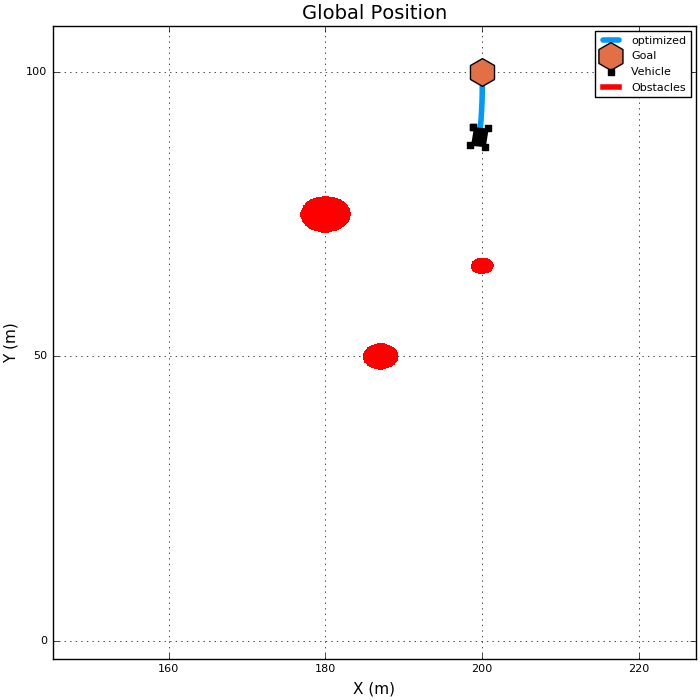 Global Position
optimized
Goal
Vehicle
Obstacles
100
50
0
Y (m)
160 180 200 220
X (m)